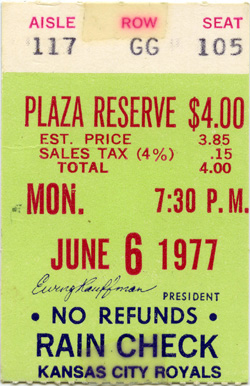 AISLE ROW SEAT
117 GG 105
PLAZA RESERVE $4.00
EST. PRICE 3.85
SALES TAX (4%) .15
TOTAL 4.00
MON. 7:30 P.M.
JUNE 6 1977
Ewing Kauffman
PRESIDENT
• NO REFUNDS •
RAIN CHECK
KANSAS CITY ROYALS